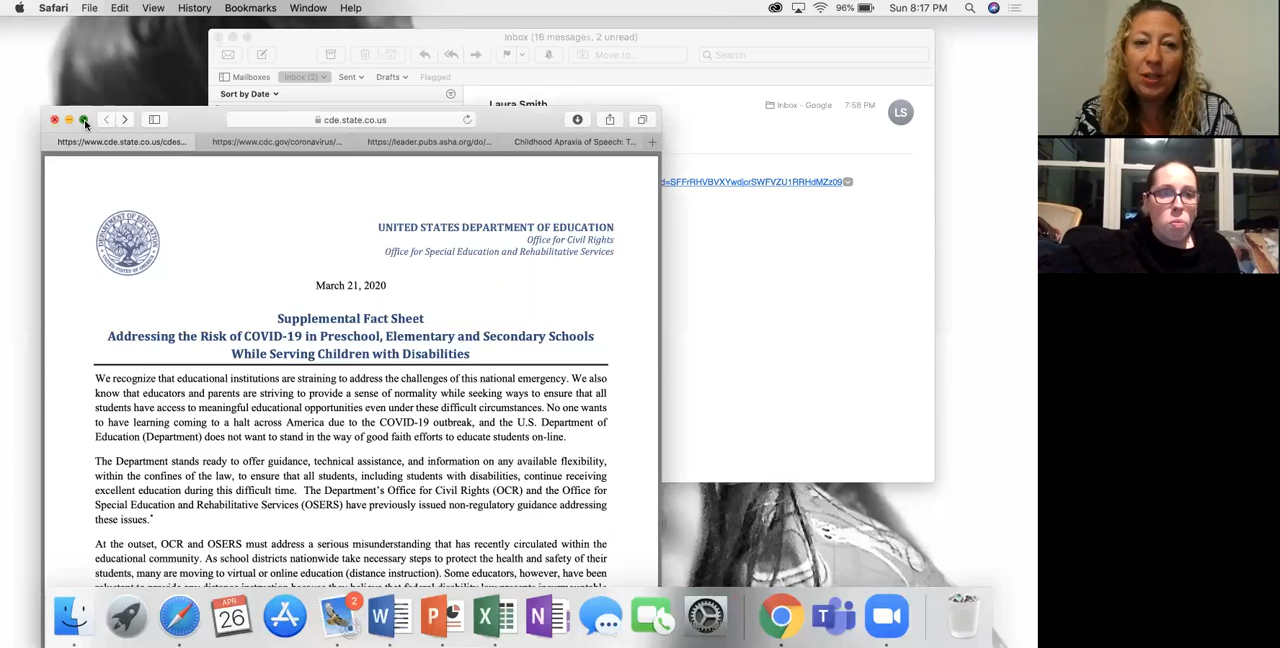 Safari File Edit View History Bookmarks Window Help
96% Sun 8:17 PM
Inbox (16 messages, 2 unread)
Move to... Search
Mailboxes Inbox (2) Sent Drafts Flagged
Sort by Date
Laura Smith Inbox - Google 7:58 PM LS
cde.state.co.us
https://www.cde.state.co.us/cdes... https://www.cdc.gov/coronavirus/... https://leader.pubs.asha.org/do/... Childhood Apraxia of Speech: T...
d=SFFrRHVBVXYwdjcrSWFVZU1RRHdMZz09
UNITED STATES DEPARTMENT OF EDUCATION
Office for Civil Rights
Office for Special Education and Rehabilitative Services
March 21, 2020
Supplemental Fact Sheet
Addressing the Risk of COVID-19 in Preschool, Elementary and Secondary Schools
While Serving Children with Disabilities
We recognize that educational institutions are straining to address the challenges of this national emergency. We also
know that educators and parents are striving to provide a sense of normality while seeking ways to ensure that all
students have access to meaningful educational opportunities even under these difficult circumstances. No one wants
to have learning coming to a halt across America due to the COVID-19 outbreak, and the U.S. Department of
Education (Department) does not want to stand in the way of good faith efforts to educate students on-line.
The Department stands ready to offer guidance, technical assistance, and information on any available flexibility,
within the confines of the law, to ensure that all students, including students with disabilities, continue receiving
excellent education during this difficult time. The Department's Office for Civil Rights (OCR) and the Office for
Special Education and Rehabilitative Services (OSERS) have previously issued non-regulatory guidance addressing
these issues.*
At the outset, OCR and OSERS must address a serious misunderstanding that has recently circulated within the
educational community. As school districts nationwide take necessary steps to protect the health and safety of their
students, many are moving to virtual or online education (distance instruction). Some educators, however, have been
APR
26
2
W P X N